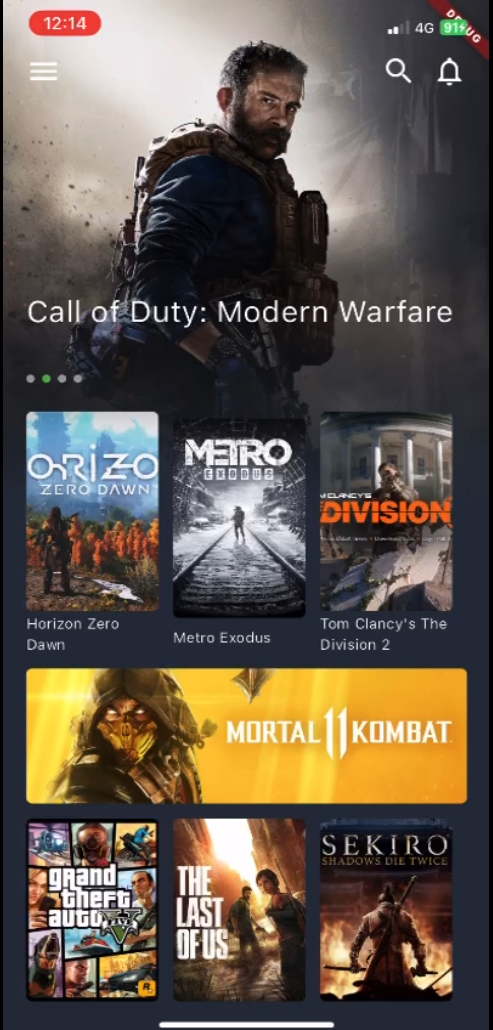 12:14
4G
91
DEBUG
Call of Duty: Modern Warfare
ORIZO
ZERO DAWN
METRO
EXODUS
M CLANCY'S
DIVISION
Horizon Zero
Dawn
Metro Exodus
Tom Clancy's The
Division 2
MORTAL 11 KOMBAT
grand
theft
auto V
FIVE
R
THE
LAST
OF US
SEKIRO
SHADOWS DIE TWICE